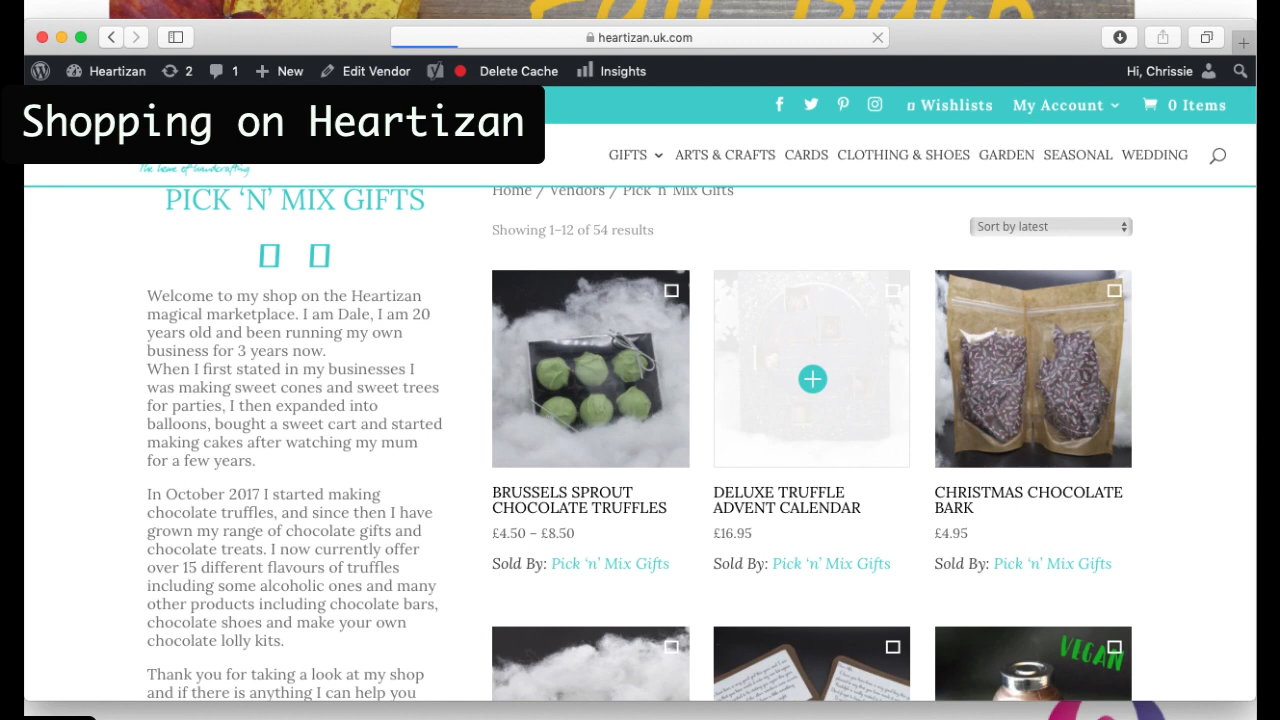 Fall Back
heartizan.uk.com
Heartizan 2 1 New Edit Vendor Delete Cache Insights Hi, Chrissie
Shopping on Heartizan
Wishlists My Account 0 Items
The home of handcrafting
GIFTS ARTS & CRAFTS CARDS CLOTHING & SHOES GARDEN SEASONAL WEDDING
PICK ‘N’ MIX GIFTS
Welcome to my shop on the Heartizan
magical marketplace. I am Dale, I am 20
years old and been running my own
business for 3 years now.
When I first stated in my businesses I
was making sweet cones and sweet trees
for parties, I then expanded into
balloons, bought a sweet cart and started
making cakes after watching my mum
for a few years.
In October 2017 I started making
chocolate truffles, and since then I have
grown my range of chocolate gifts and
chocolate treats. I now currently offer
over 15 different flavours of truffles
including some alcoholic ones and many
other products including chocolate bars,
chocolate shoes and make your own
chocolate lolly kits.
Thank you for taking a look at my shop
and if there is anything I can help you
Home / Vendors / Pick ‘n’ Mix Gifts
Showing 1–12 of 54 results
Sort by latest
BRUSSELS SPROUT
CHOCOLATE TRUFFLES
£4.50 – £8.50
Sold By: Pick ‘n’ Mix Gifts
DELUXE TRUFFLE
ADVENT CALENDAR
£16.95
Sold By: Pick ‘n’ Mix Gifts
CHRISTMAS CHOCOLATE
BARK
£4.95
Sold By: Pick ‘n’ Mix Gifts
VEGAN